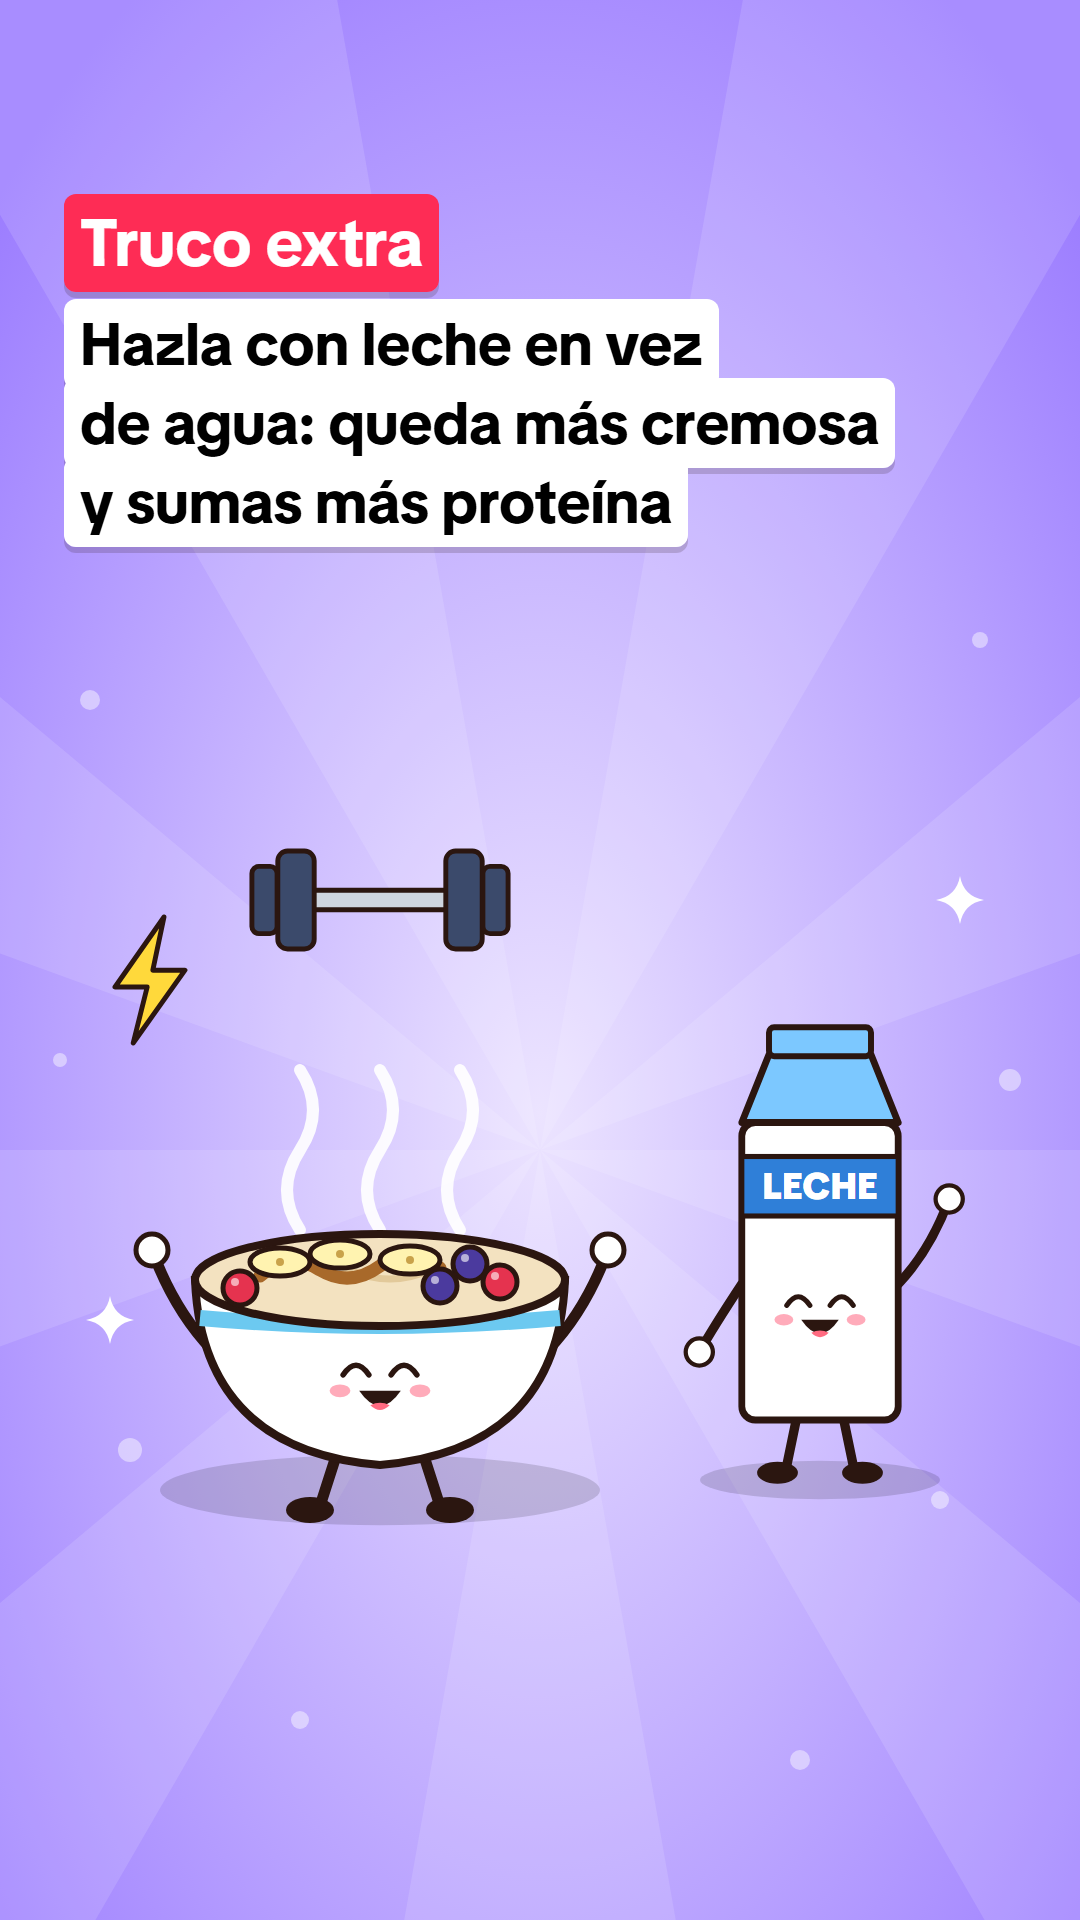 Truco extra
Hazla con leche en vez
de agua: queda más cremosa
y sumas más proteína
LECHE